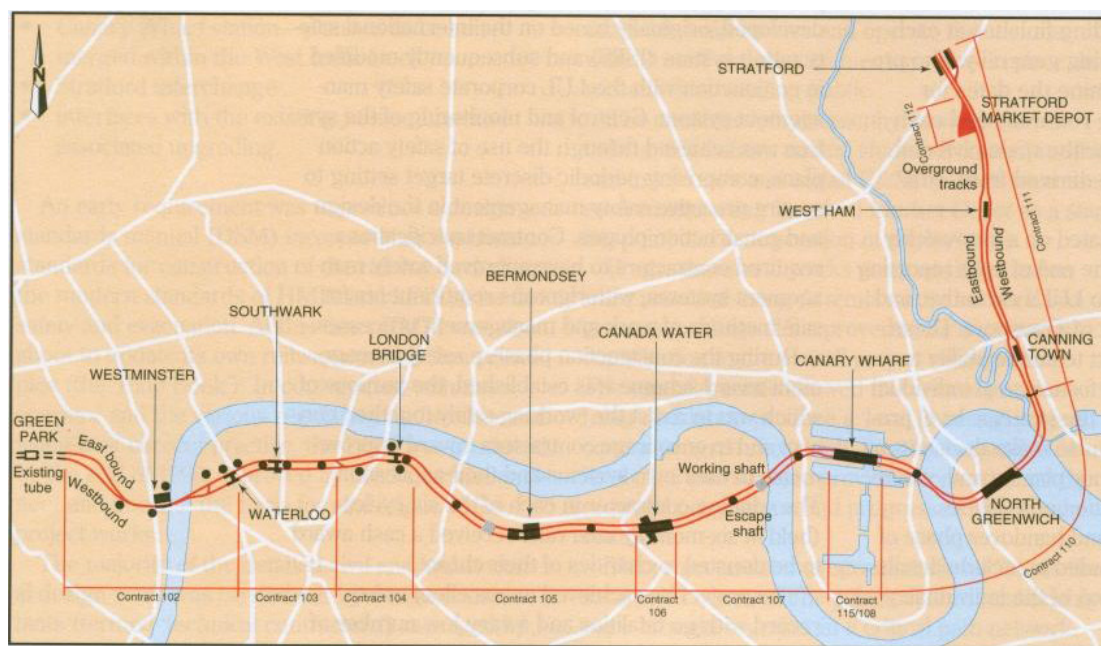 N
STRATFORD
STRATFORD
MARKET DEPOT
Contract 112
Overground
tracks
WEST HAM
Contract 111
Eastbound
Westbound
BERMONDSEY
SOUTHWARK
CANADA WATER
LONDON
BRIDGE
CANARY WHARF
CANNING
TOWN
WESTMINSTER
GREEN
PARK
East bound
Existing
tube
Westbound
WATERLOO
Working shaft
Escape
shaft
NORTH
GREENWICH
Contract 110
Contract 102
Contract 103
Contract 104
Contract 105
Contract
106
Contract 107
Contract
115/108